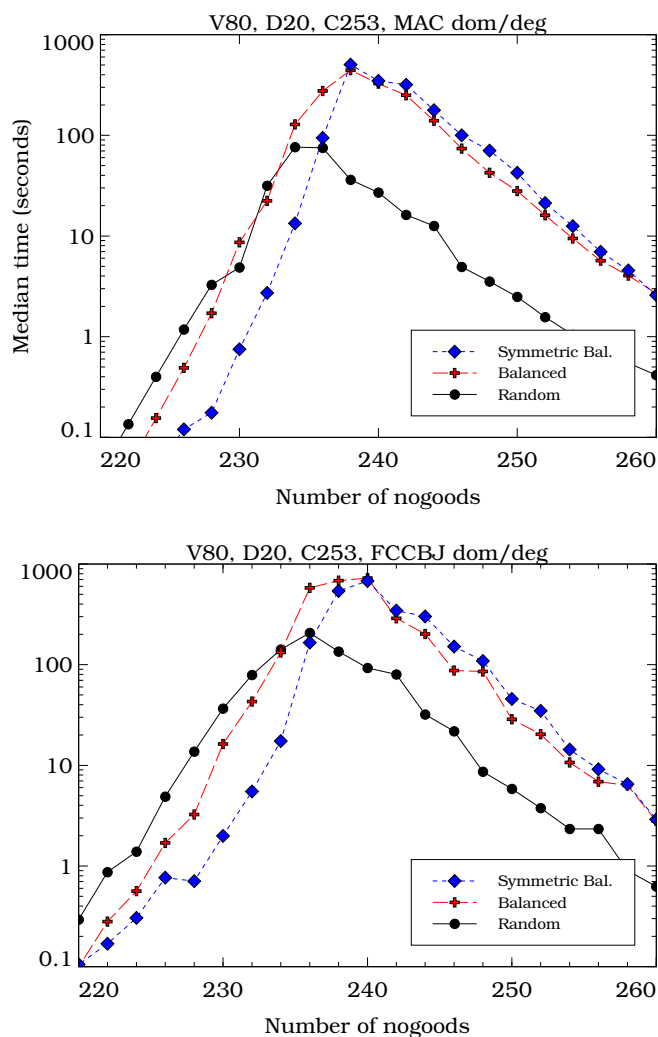 V80, D20, C253, MAC dom/deg
1000
100
10
1
0.1
Median time (seconds)
Symmetric Bal.
Balanced
Random
220 230 240 250 260
Number of nogoods
V80, D20, C253, FCCBJ dom/deg
1000
100
10
1
0.1
Symmetric Bal.
Balanced
Random
220 230 240 250 260
Number of nogoods